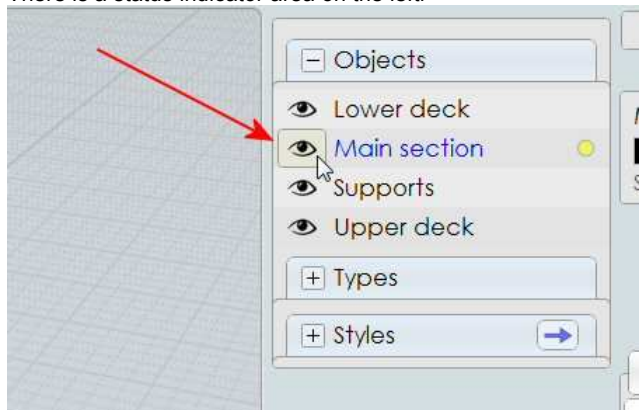 There is a status indicator area on the left:
Objects
Lower deck
Main section
Supports
Upper deck
Types
Styles